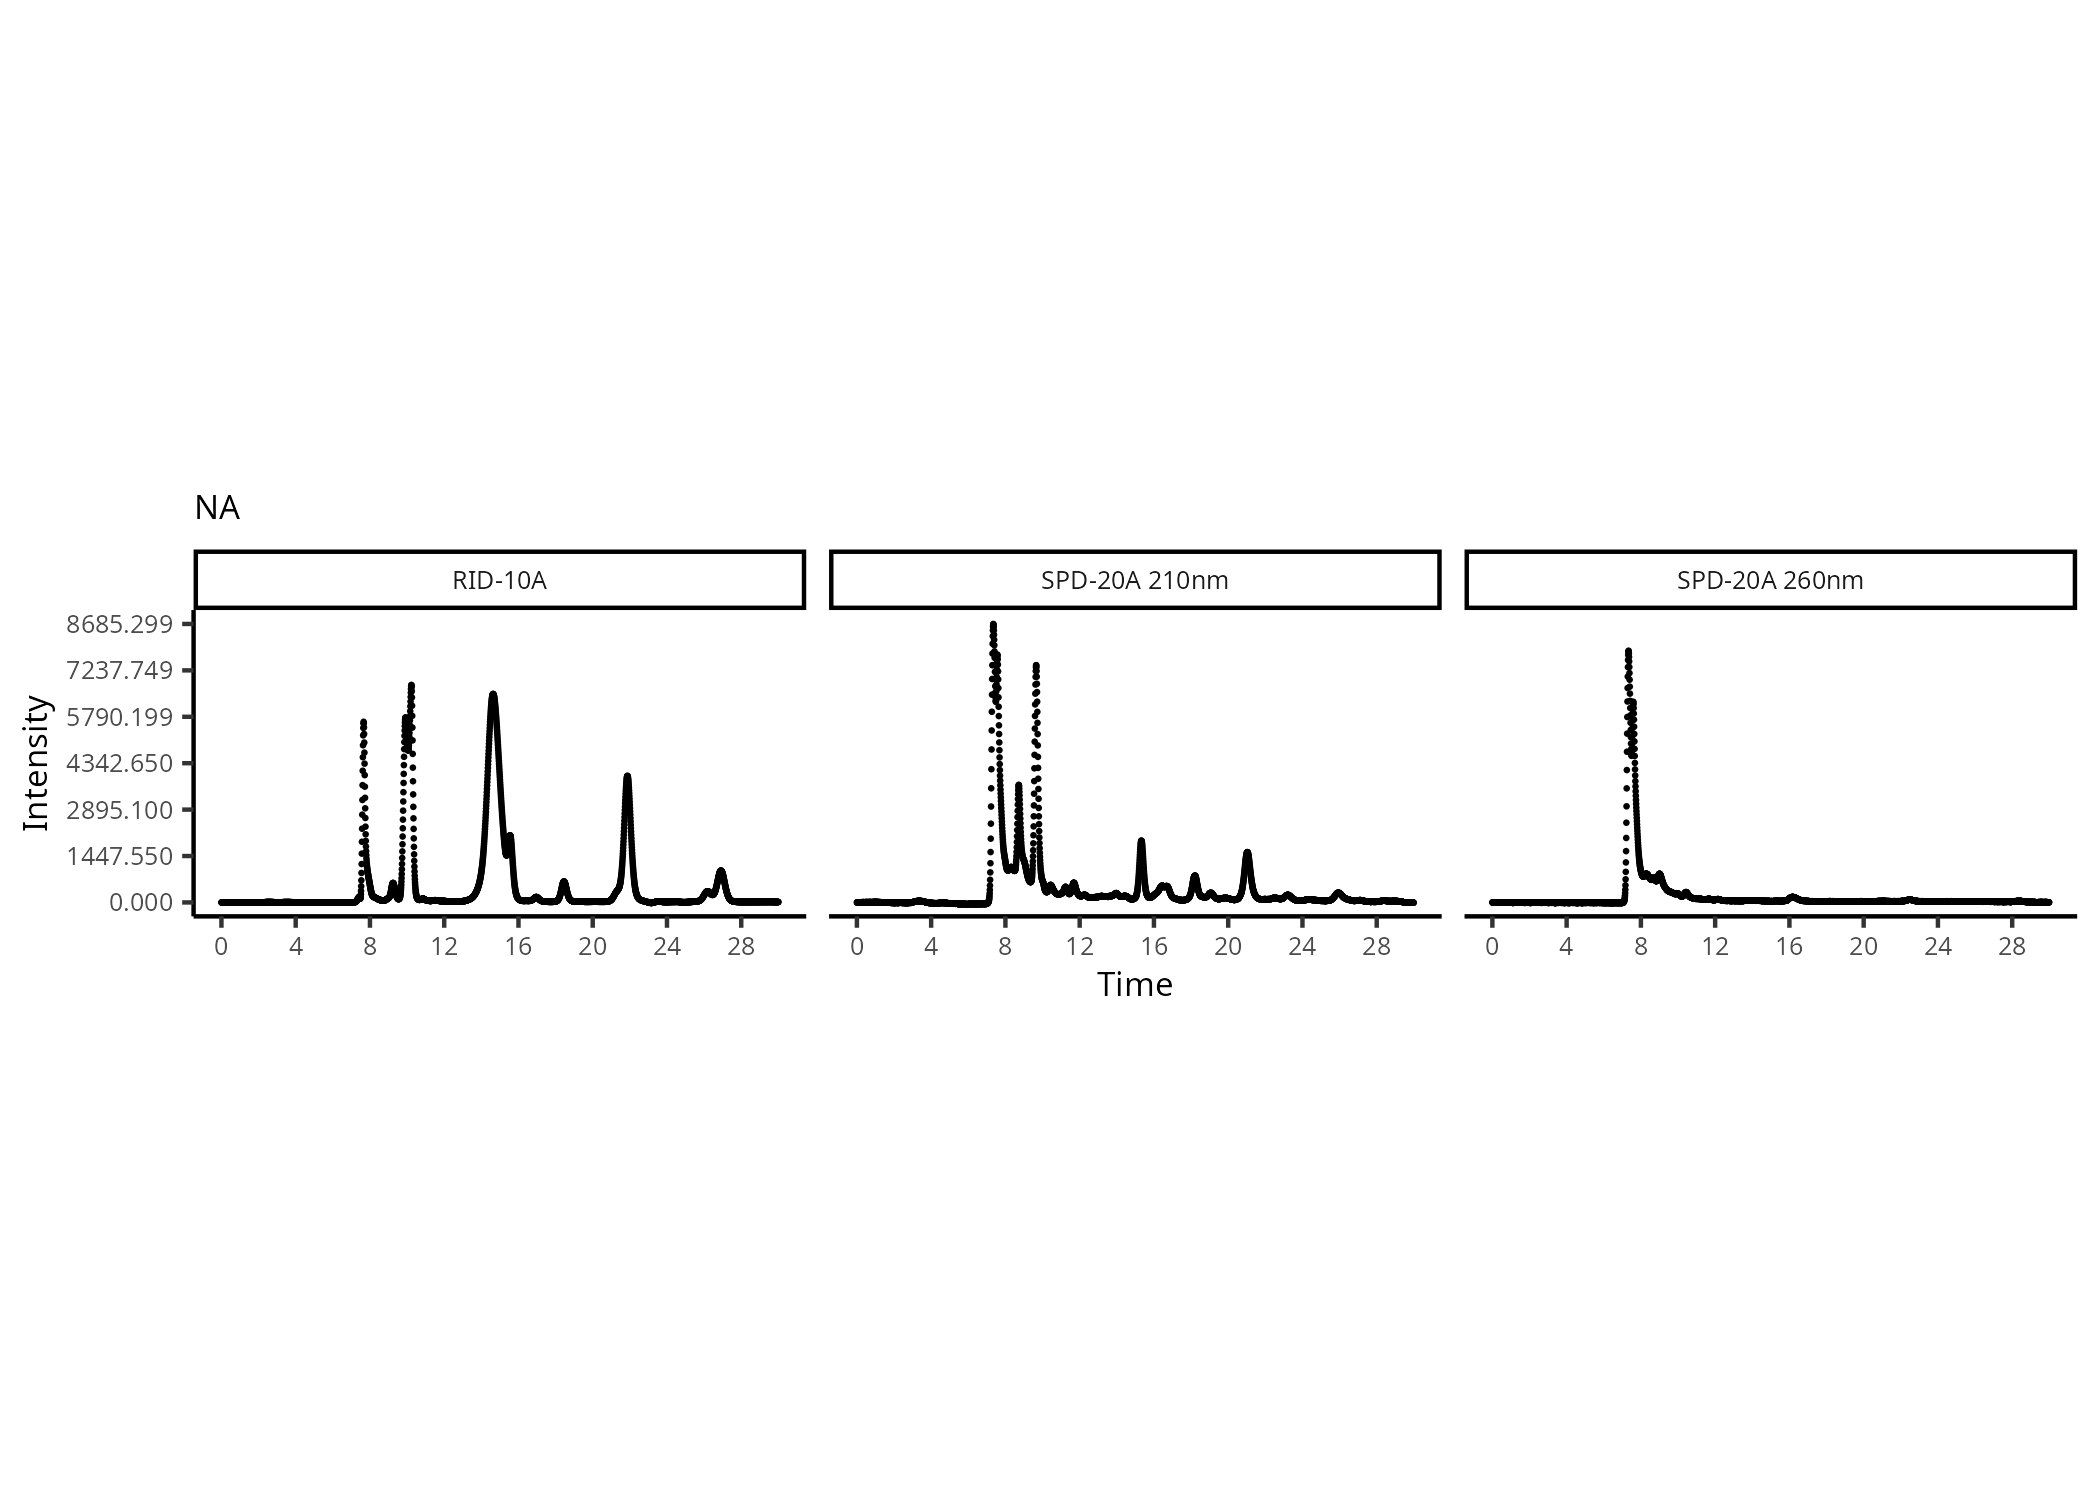 NA
RID-10A SPD-20A 210nm SPD-20A 260nm
8685.299
7237.749
5790.199
4342.650
2895.100
1447.550
0.000
Intensity
0 4 8 12 16 20 24 28 0 4 8 12 16 20 24 28 0 4 8 12 16 20 24 28
Time